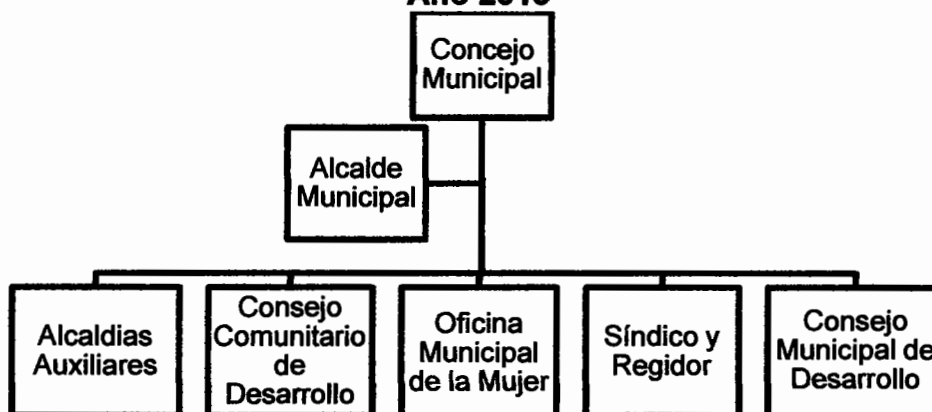 Concejo
Municipal
Alcalde
Municipal
Alcaldias
Auxiliares
Consejo
Comunitario
de
Desarrollo
Oficina
Municipal
de la Mujer
Síndico y
Regidor
Consejo
Municipal de
Desarrollo